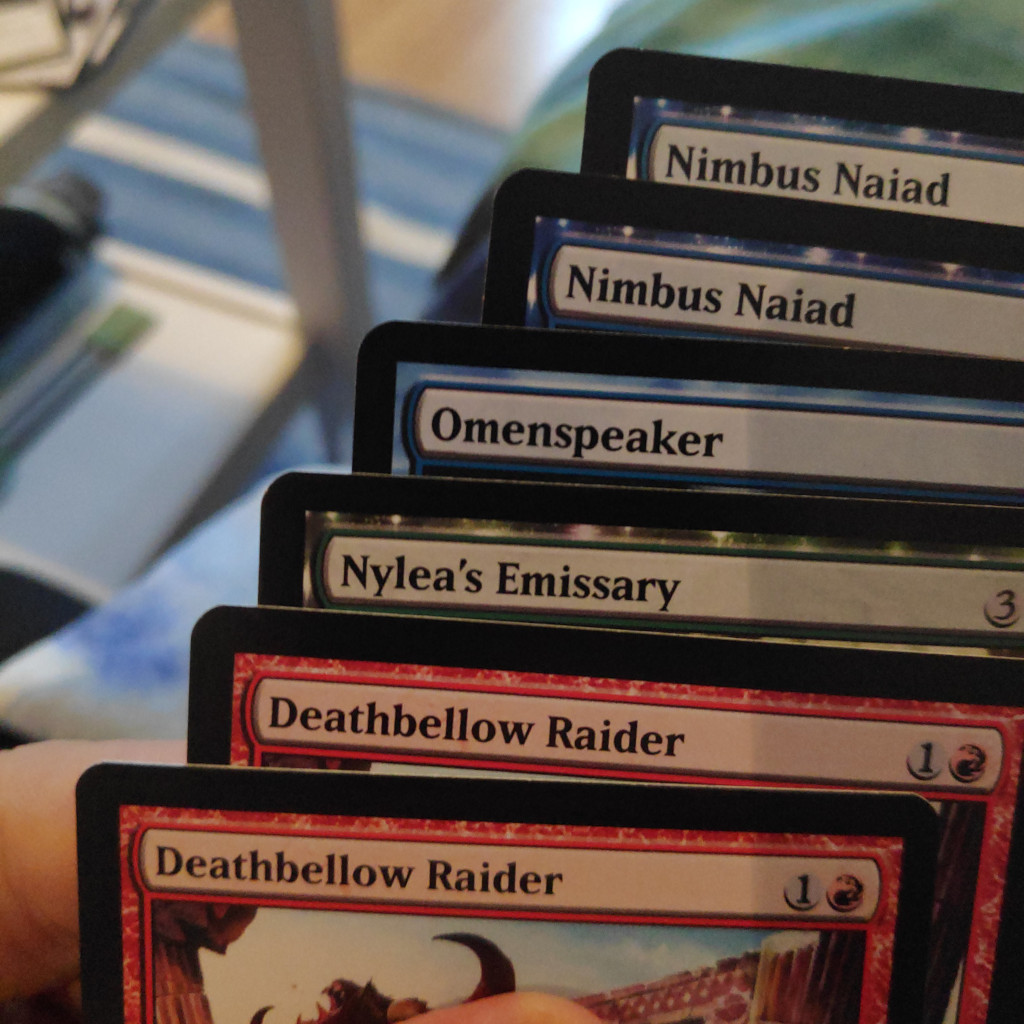 Nimbus Naiad
Nimbus Naiad
Omenspeaker
Nylea's Emissary 3
Deathbellow Raider 1
Deathbellow Raider 1